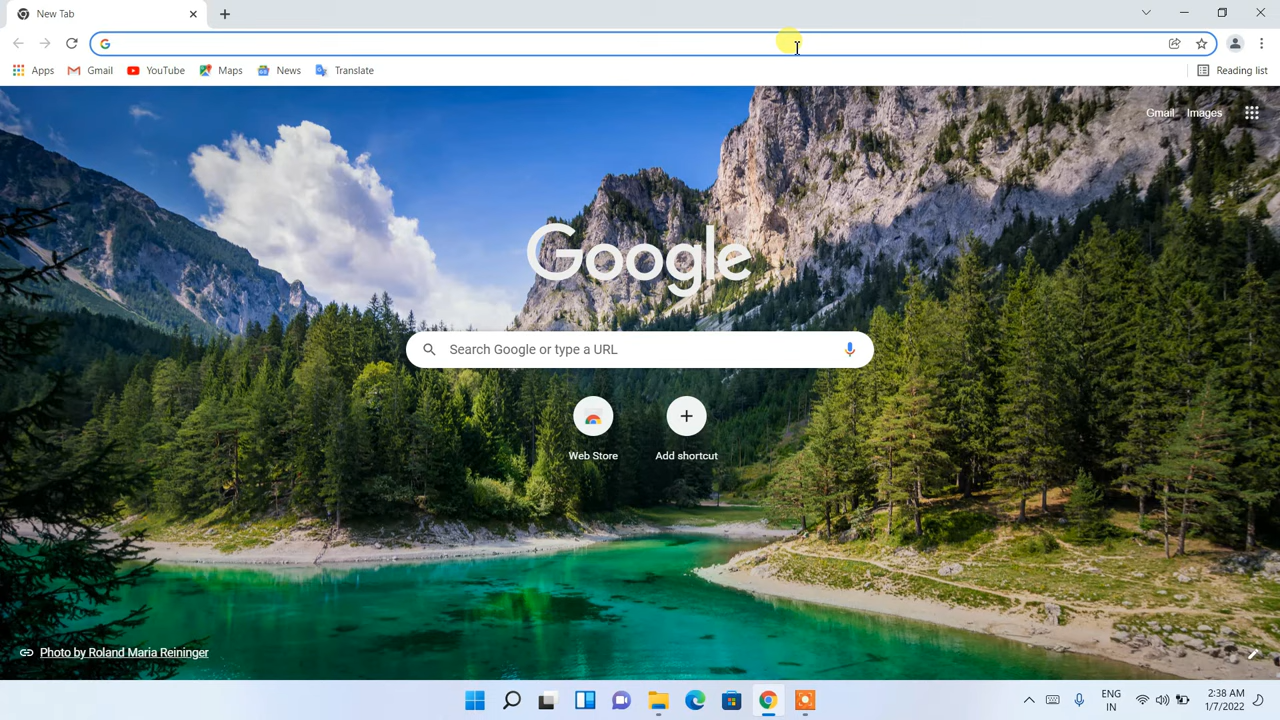 New Tab
Apps
Gmail
YouTube
Maps
News
Translate
Reading list
Gmail
Images
Google
Search Google or type a URL
Web Store
Add shortcut
Photo by Roland Maria Reininger
ENG
IN
2:38 AM
1/7/2022